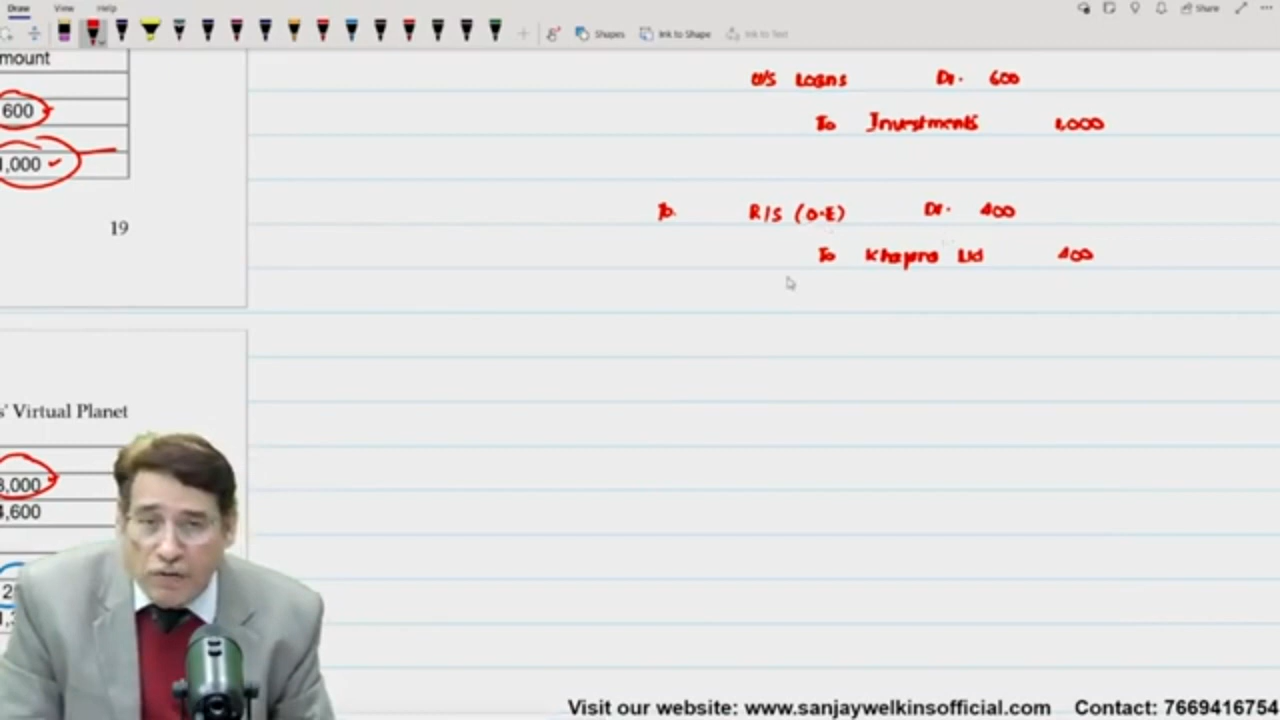 Draw View Help
Shapes Ink to Shape Ink to Text Share
mount
600
1,000
19
Loans Dr. 600
To Investments 1,000
To R/S (O.E) Dr. 400
To Ltd 400
s' Virtual Planet
3,000
4,600
Visit our website: www.sanjaywelkinsofficial.com Contact: 7669416754